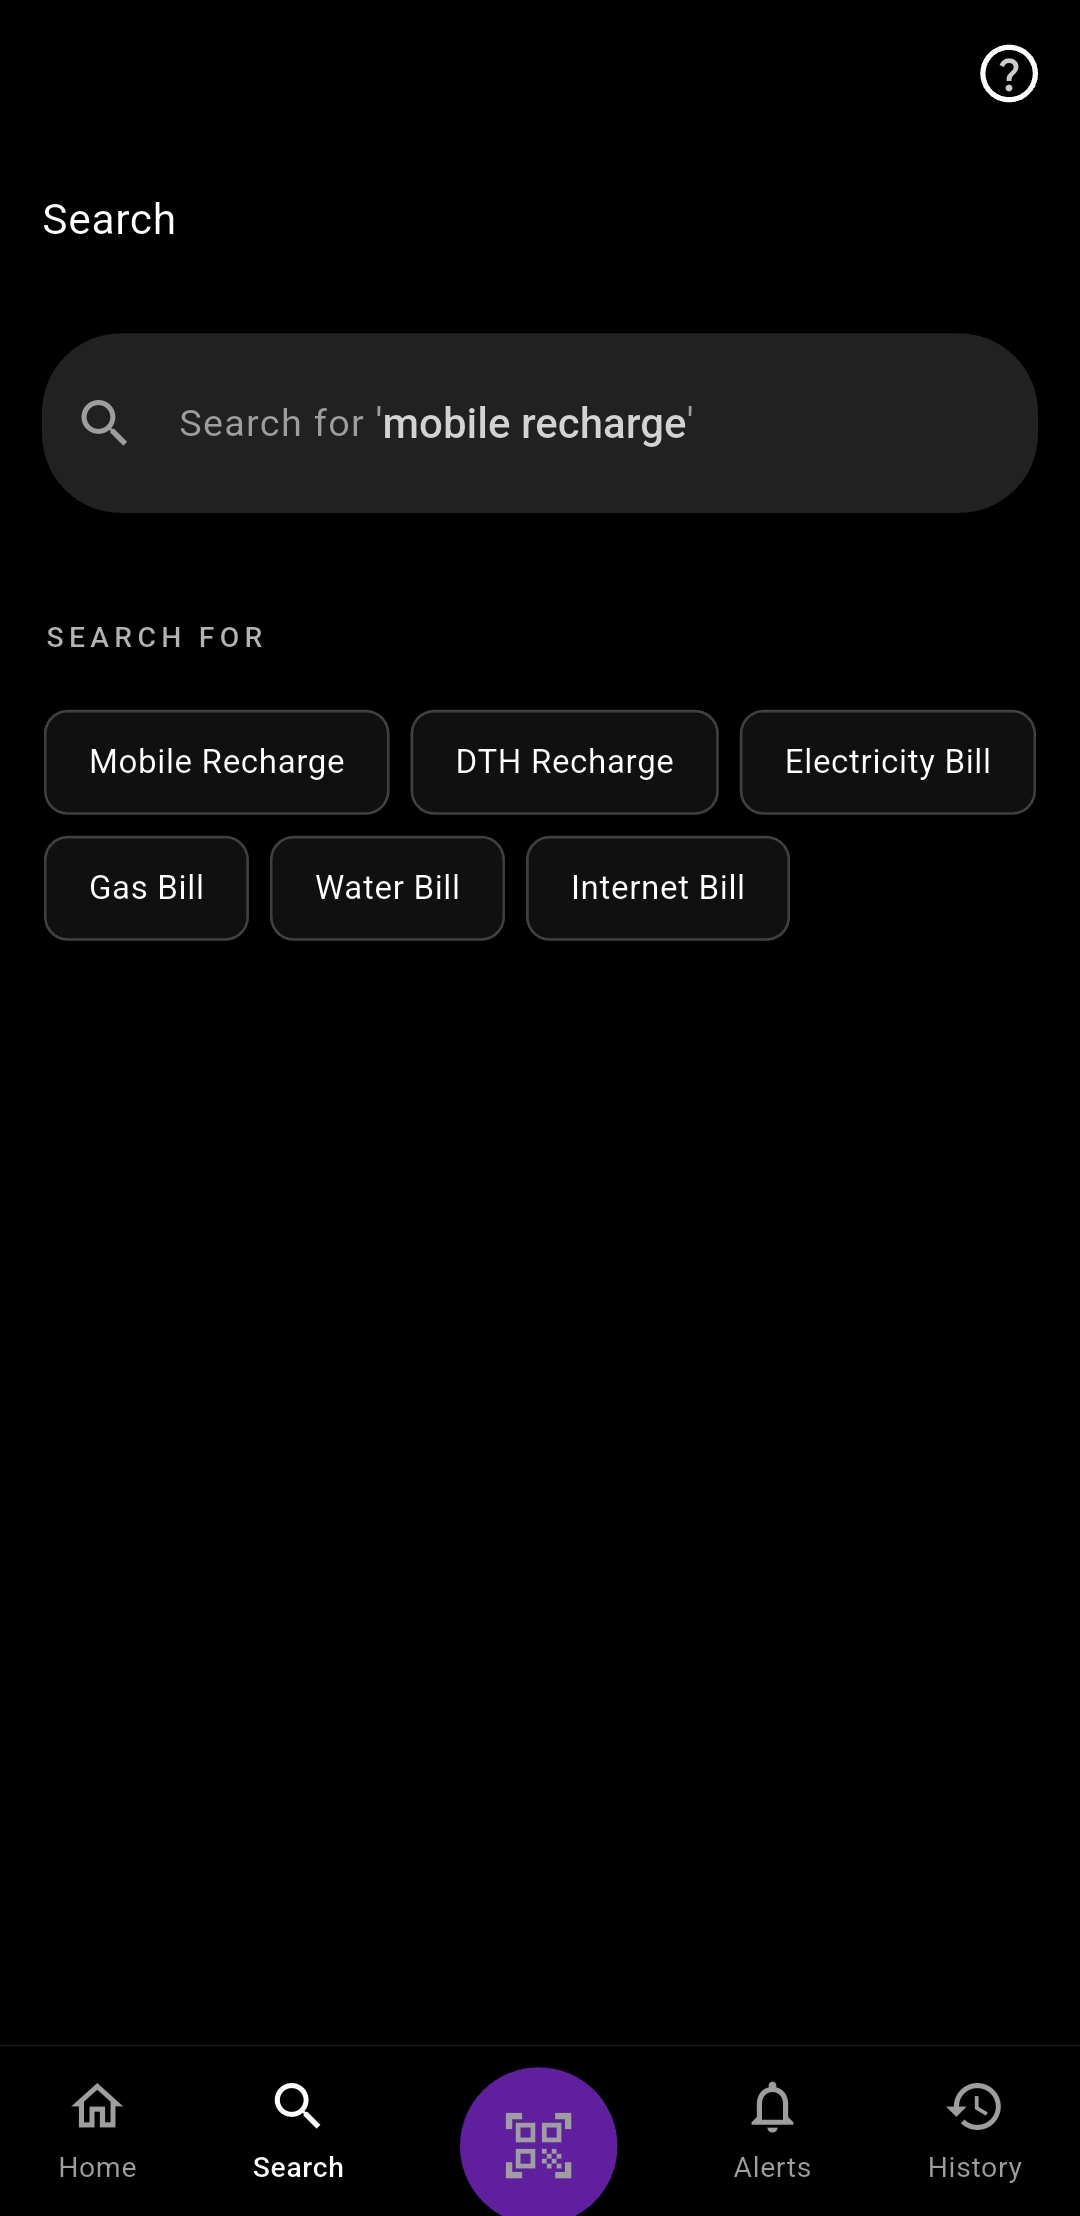 Search
Search for 'mobile recharge'
SEARCH FOR
Mobile Recharge DTH Recharge Electricity Bill
Gas Bill Water Bill Internet Bill
Home Search Alerts History